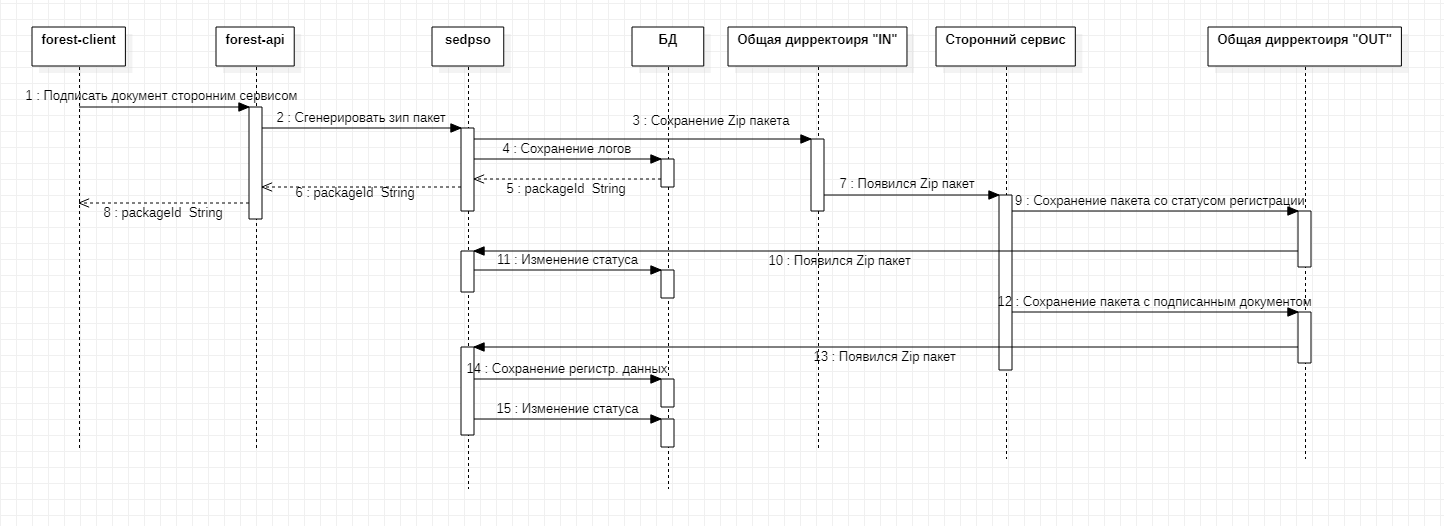 forest-client
forest-api
sedpso
БД
Общая дирректоиря "IN"
Сторонний сервис
Общая дирректоиря "OUT"
1 : Подписать документ сторонним сервисом
2 : Сгенерировать зип пакет
3 : Сохранение Zip пакета
4 : Сохранение логов
5 : packageId String
6 : packageId String
7 : Появился Zip пакет
8 : packageId String
9 : Сохранение пакета со статусом регистрации
10 : Появился Zip пакет
11 : Изменение статуса
12 : Сохранение пакета с подписанным документом
13 : Появился Zip пакет
14 : Сохранение регистр. данных
15 : Изменение статуса